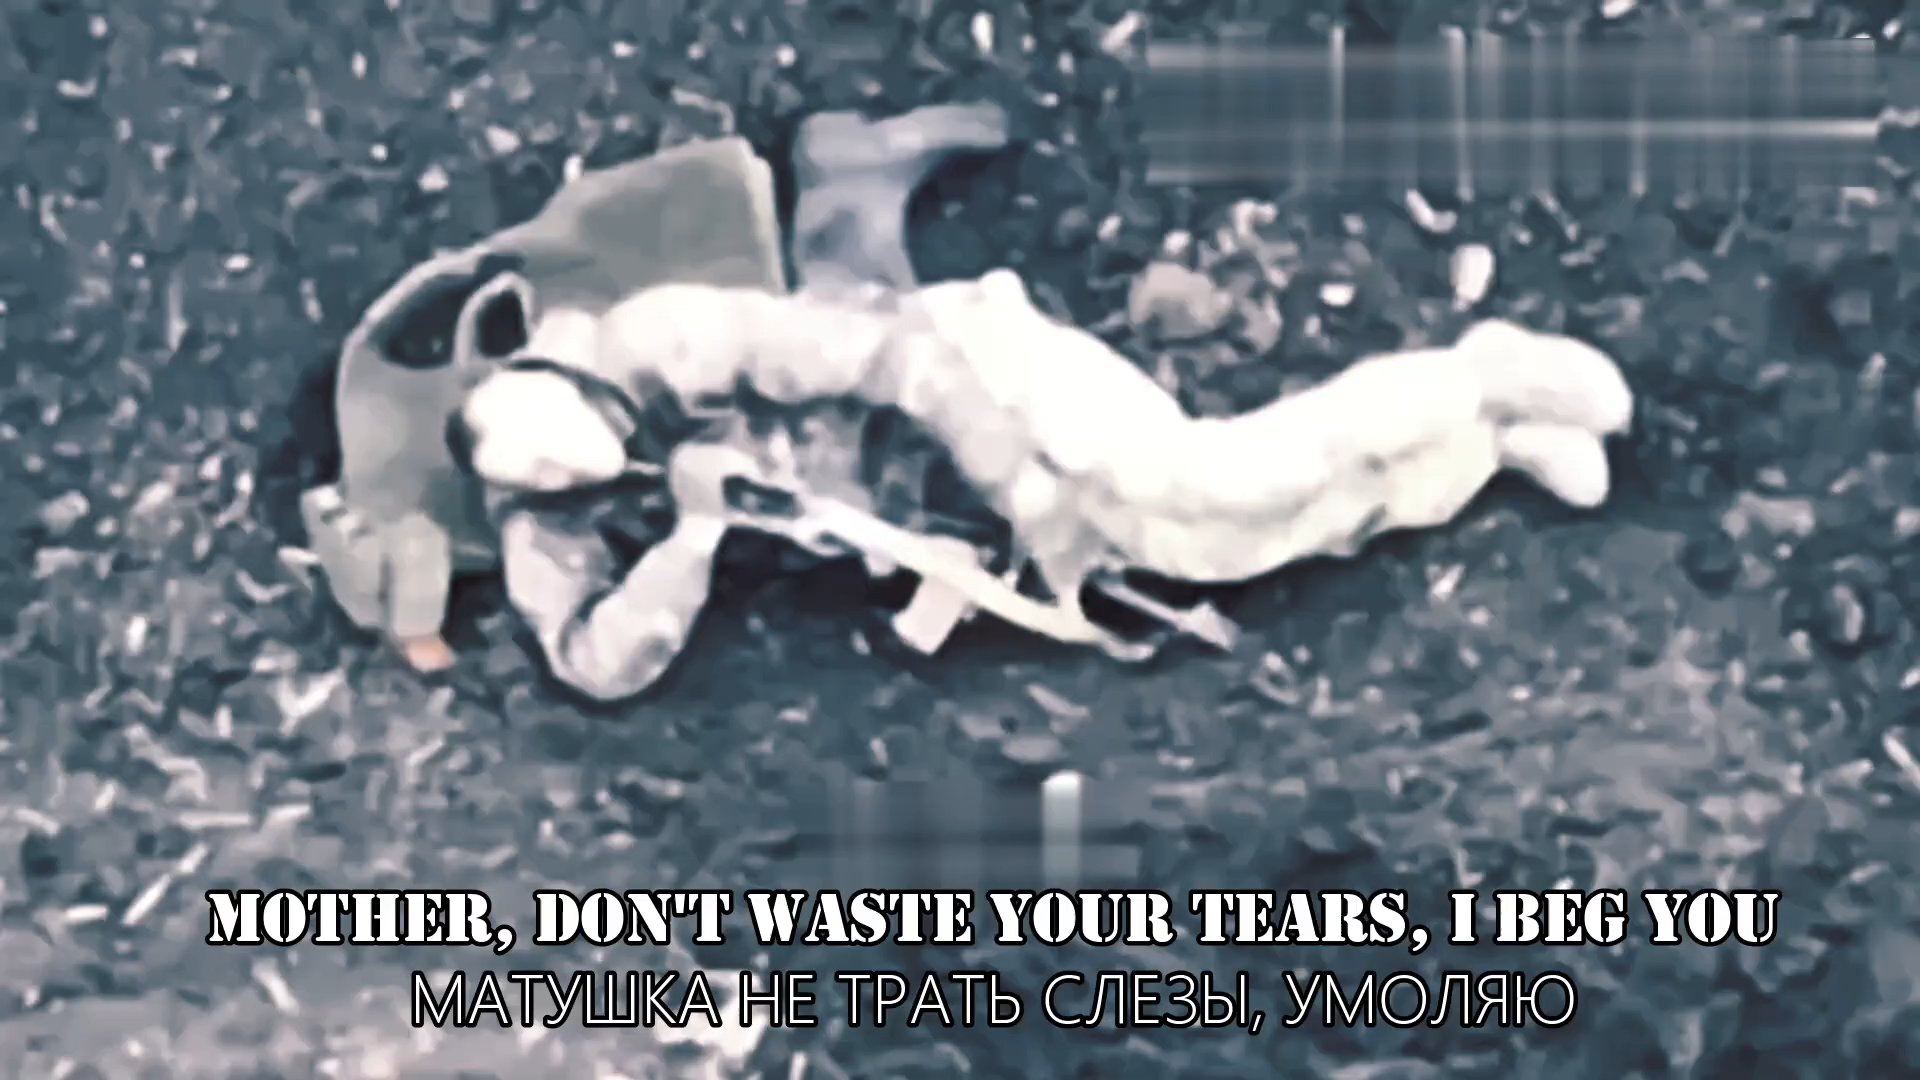 MOTHER, DON'T WASTE YOUR TEARS, I BEG YOU
МАТУШКА НЕ ТРАТЬ СЛЕЗЫ, УМОЛЯЮ